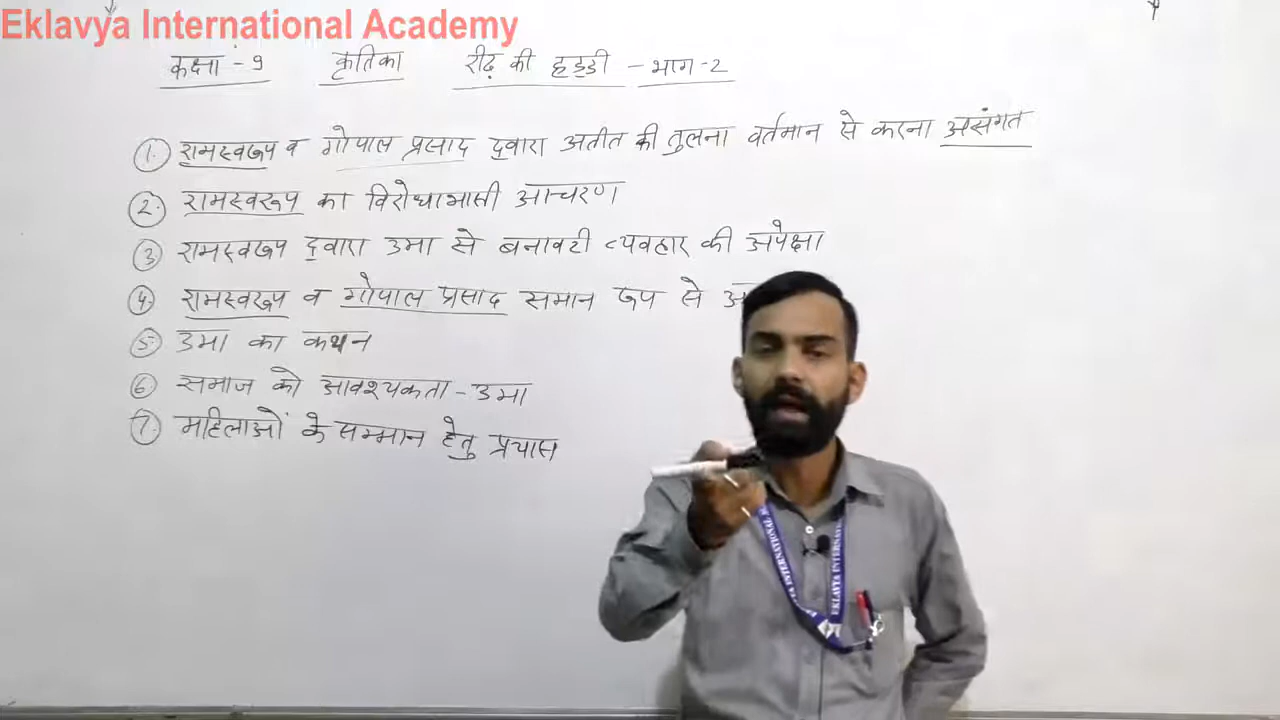 Eklavya International Academy
कक्षा - 9 कृतिका रीढ़ की हड्डी - भाग-2
1. रामस्वरूप व गोपाल प्रसाद द्वारा अतीत की तुलना वर्तमान से करना असंगत
2. रामस्वरूप का विरोधाभासी आचरण
3 रामस्वरूप द्वारा उमा से बनावटी व्यवहार की अपेक्षा
4 रामस्वरूप व गोपाल प्रसाद समान रूप से अ
5 उमा का कथन
6 समाज को आवश्यकता - उमा
7. महिलाओं के सम्मान हेतु प्रयास
EKLAVYA INTERNATIONAL